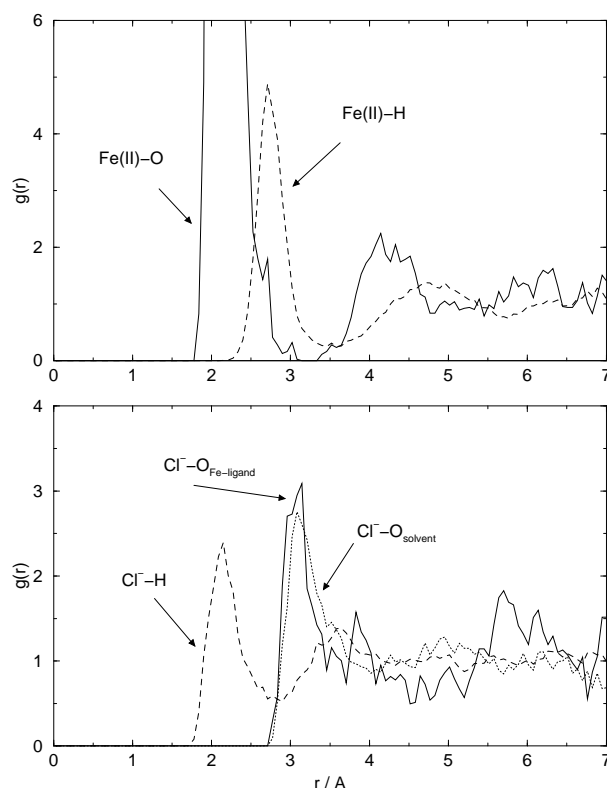 6
4
2
0
g(r)
Fe(II)−O
Fe(II)−H
0 1 2 3 4 5 6 7
4
3
2
1
0
g(r)
Cl⁻−O_Fe−ligand
Cl⁻−O_solvent
Cl⁻−H
0 1 2 3 4 5 6 7
r / A